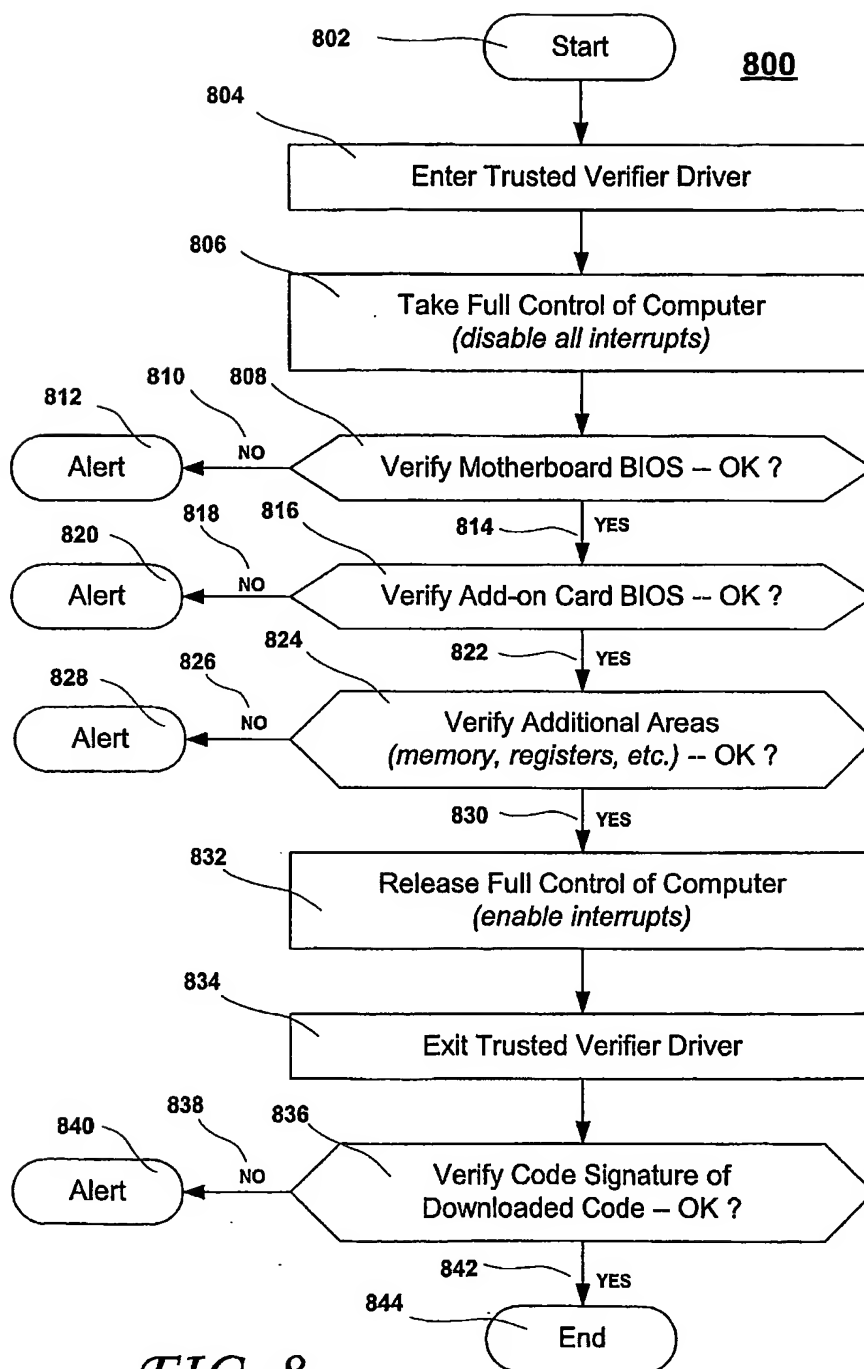 802
Start
800
804
Enter Trusted Verifier Driver
806
Take Full Control of Computer
(disable all interrupts)
812
810
808
Alert
NO
Verify Motherboard BIOS -- OK ?
814
YES
820
818
816
Alert
NO
Verify Add-on Card BIOS -- OK ?
822
YES
828
826
824
Alert
NO
Verify Additional Areas
(memory, registers, etc.) -- OK ?
830
YES
832
Release Full Control of Computer
(enable interrupts)
834
Exit Trusted Verifier Driver
840
838
836
Alert
NO
Verify Code Signature of
Downloaded Code – OK ?
842
YES
844
End
FIG. 8